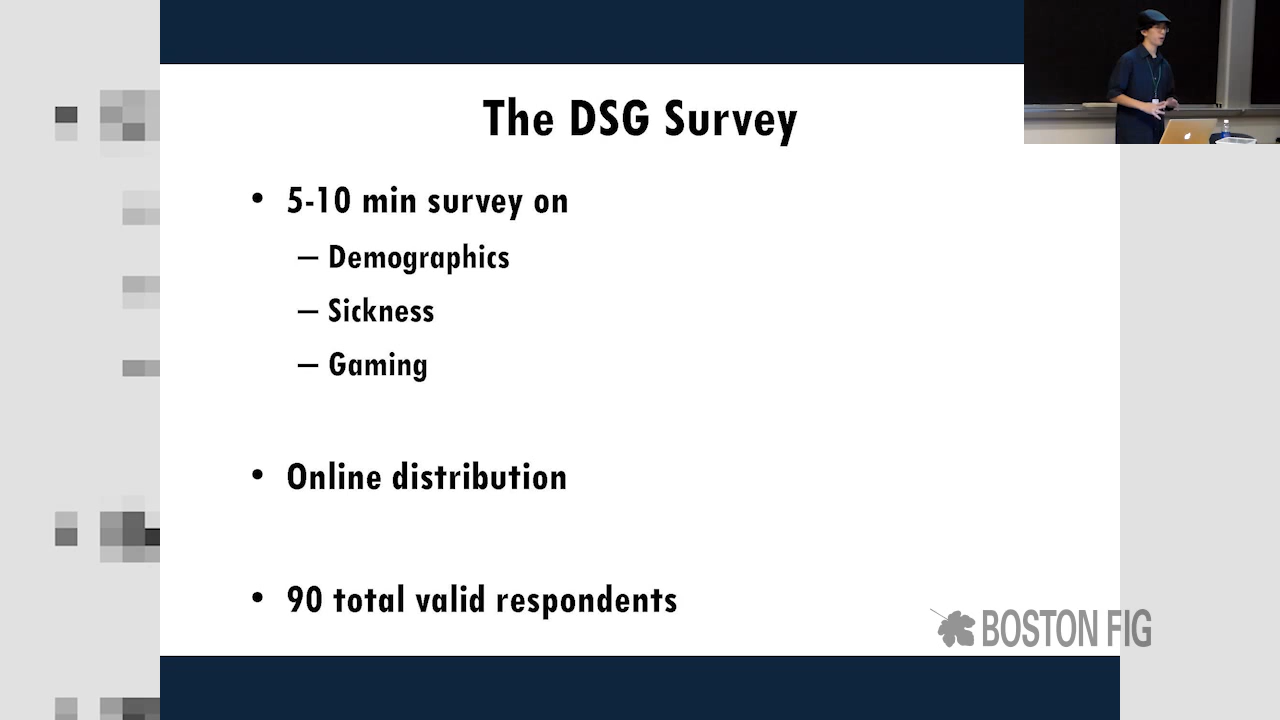 The DSG Survey
• 5-10 min survey on
– Demographics
– Sickness
– Gaming
• Online distribution
• 90 total valid respondents
BOSTON FIG